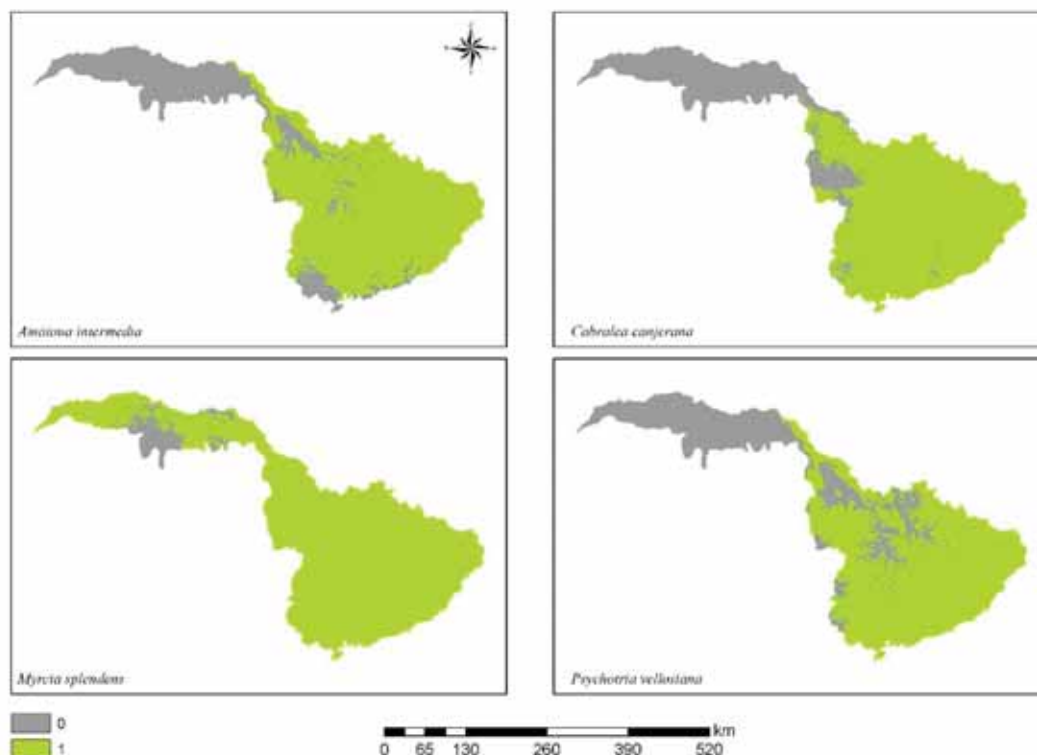 Amaioua intermedia
Cabralea canjerana
Myrcia splendens
Psychotria vellosiana
0
1
km
0 65 130 260 390 520